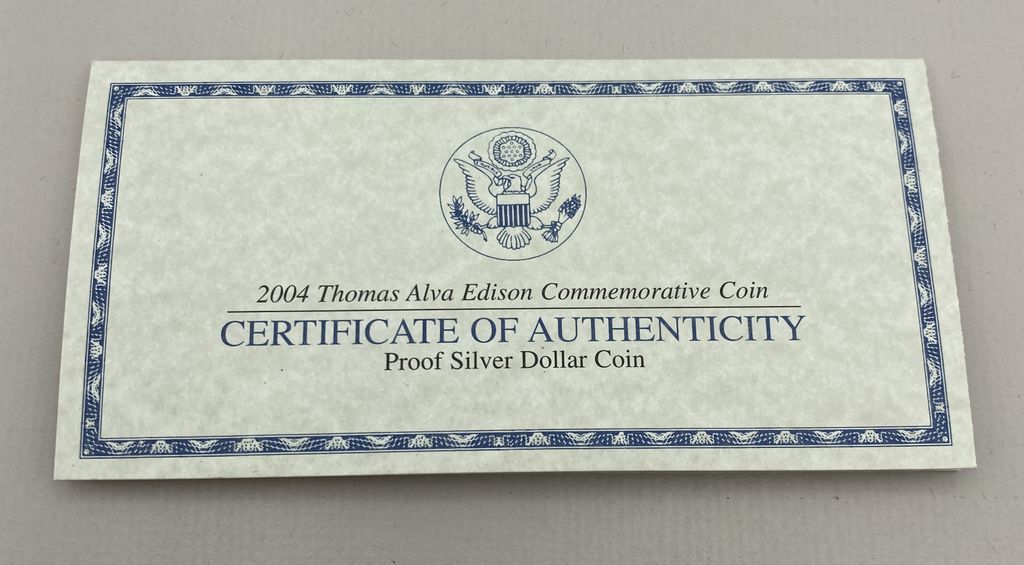 2004 Thomas Alva Edison Commemorative Coin
CERTIFICATE OF AUTHENTICITY
Proof Silver Dollar Coin